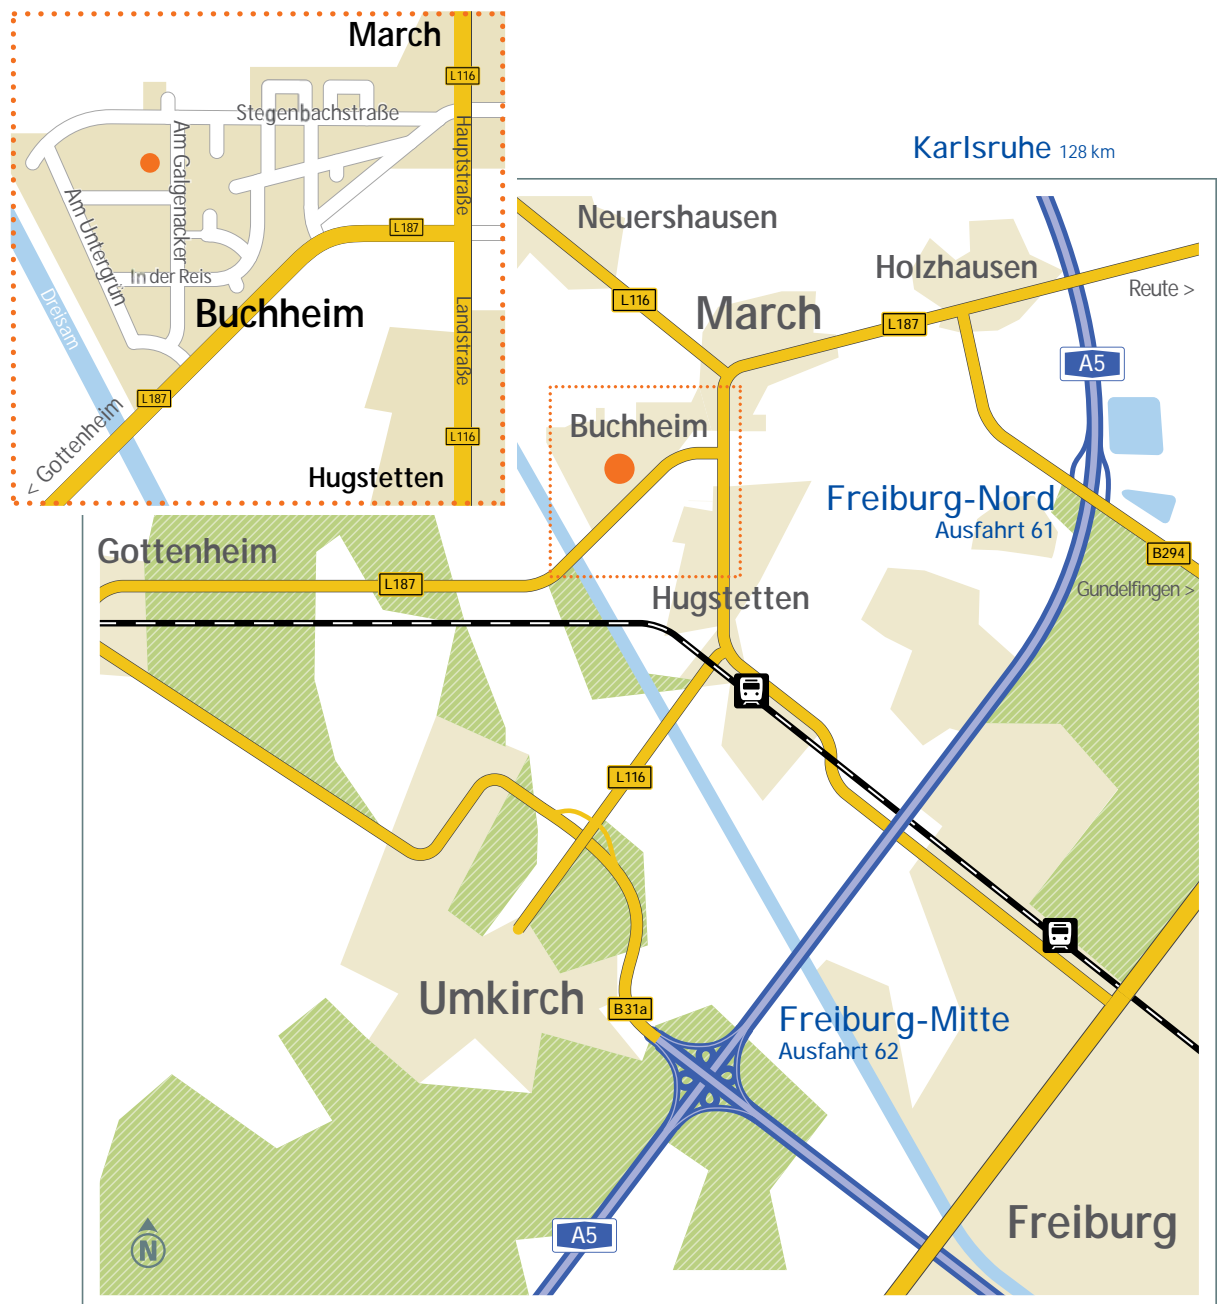 March
L116
Stegenbachstraße
Hauptstraße
Am Galgenacker
Am Untergrün
L187
In der Reis
Buchheim
Dreisam
Landstraße
L187
< Gottenheim
L116
Hugstetten
Karlsruhe 128 km
Neuershausen
Holzhausen
Reute >
L116
March
L187
A5
Buchheim
Freiburg-Nord
Ausfahrt 61
Gottenheim
B294
L187
Gundelfingen >
Hugstetten
L116
Umkirch
B31a
Freiburg-Mitte
Ausfahrt 62
Freiburg
A5
N